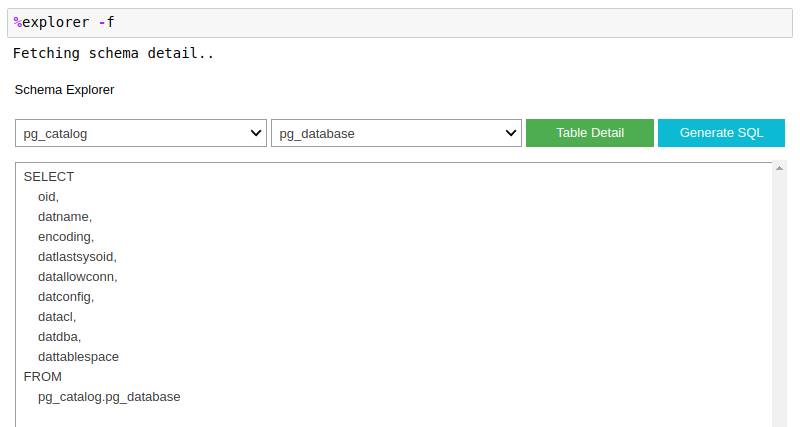 %explorer -f
Fetching schema detail..
Schema Explorer
pg_catalog pg_database Table Detail Generate SQL
SELECT
oid,
datname,
encoding,
datlastsysoid,
datallowconn,
datconfig,
datacl,
datdba,
dattablespace
FROM
pg_catalog.pg_database